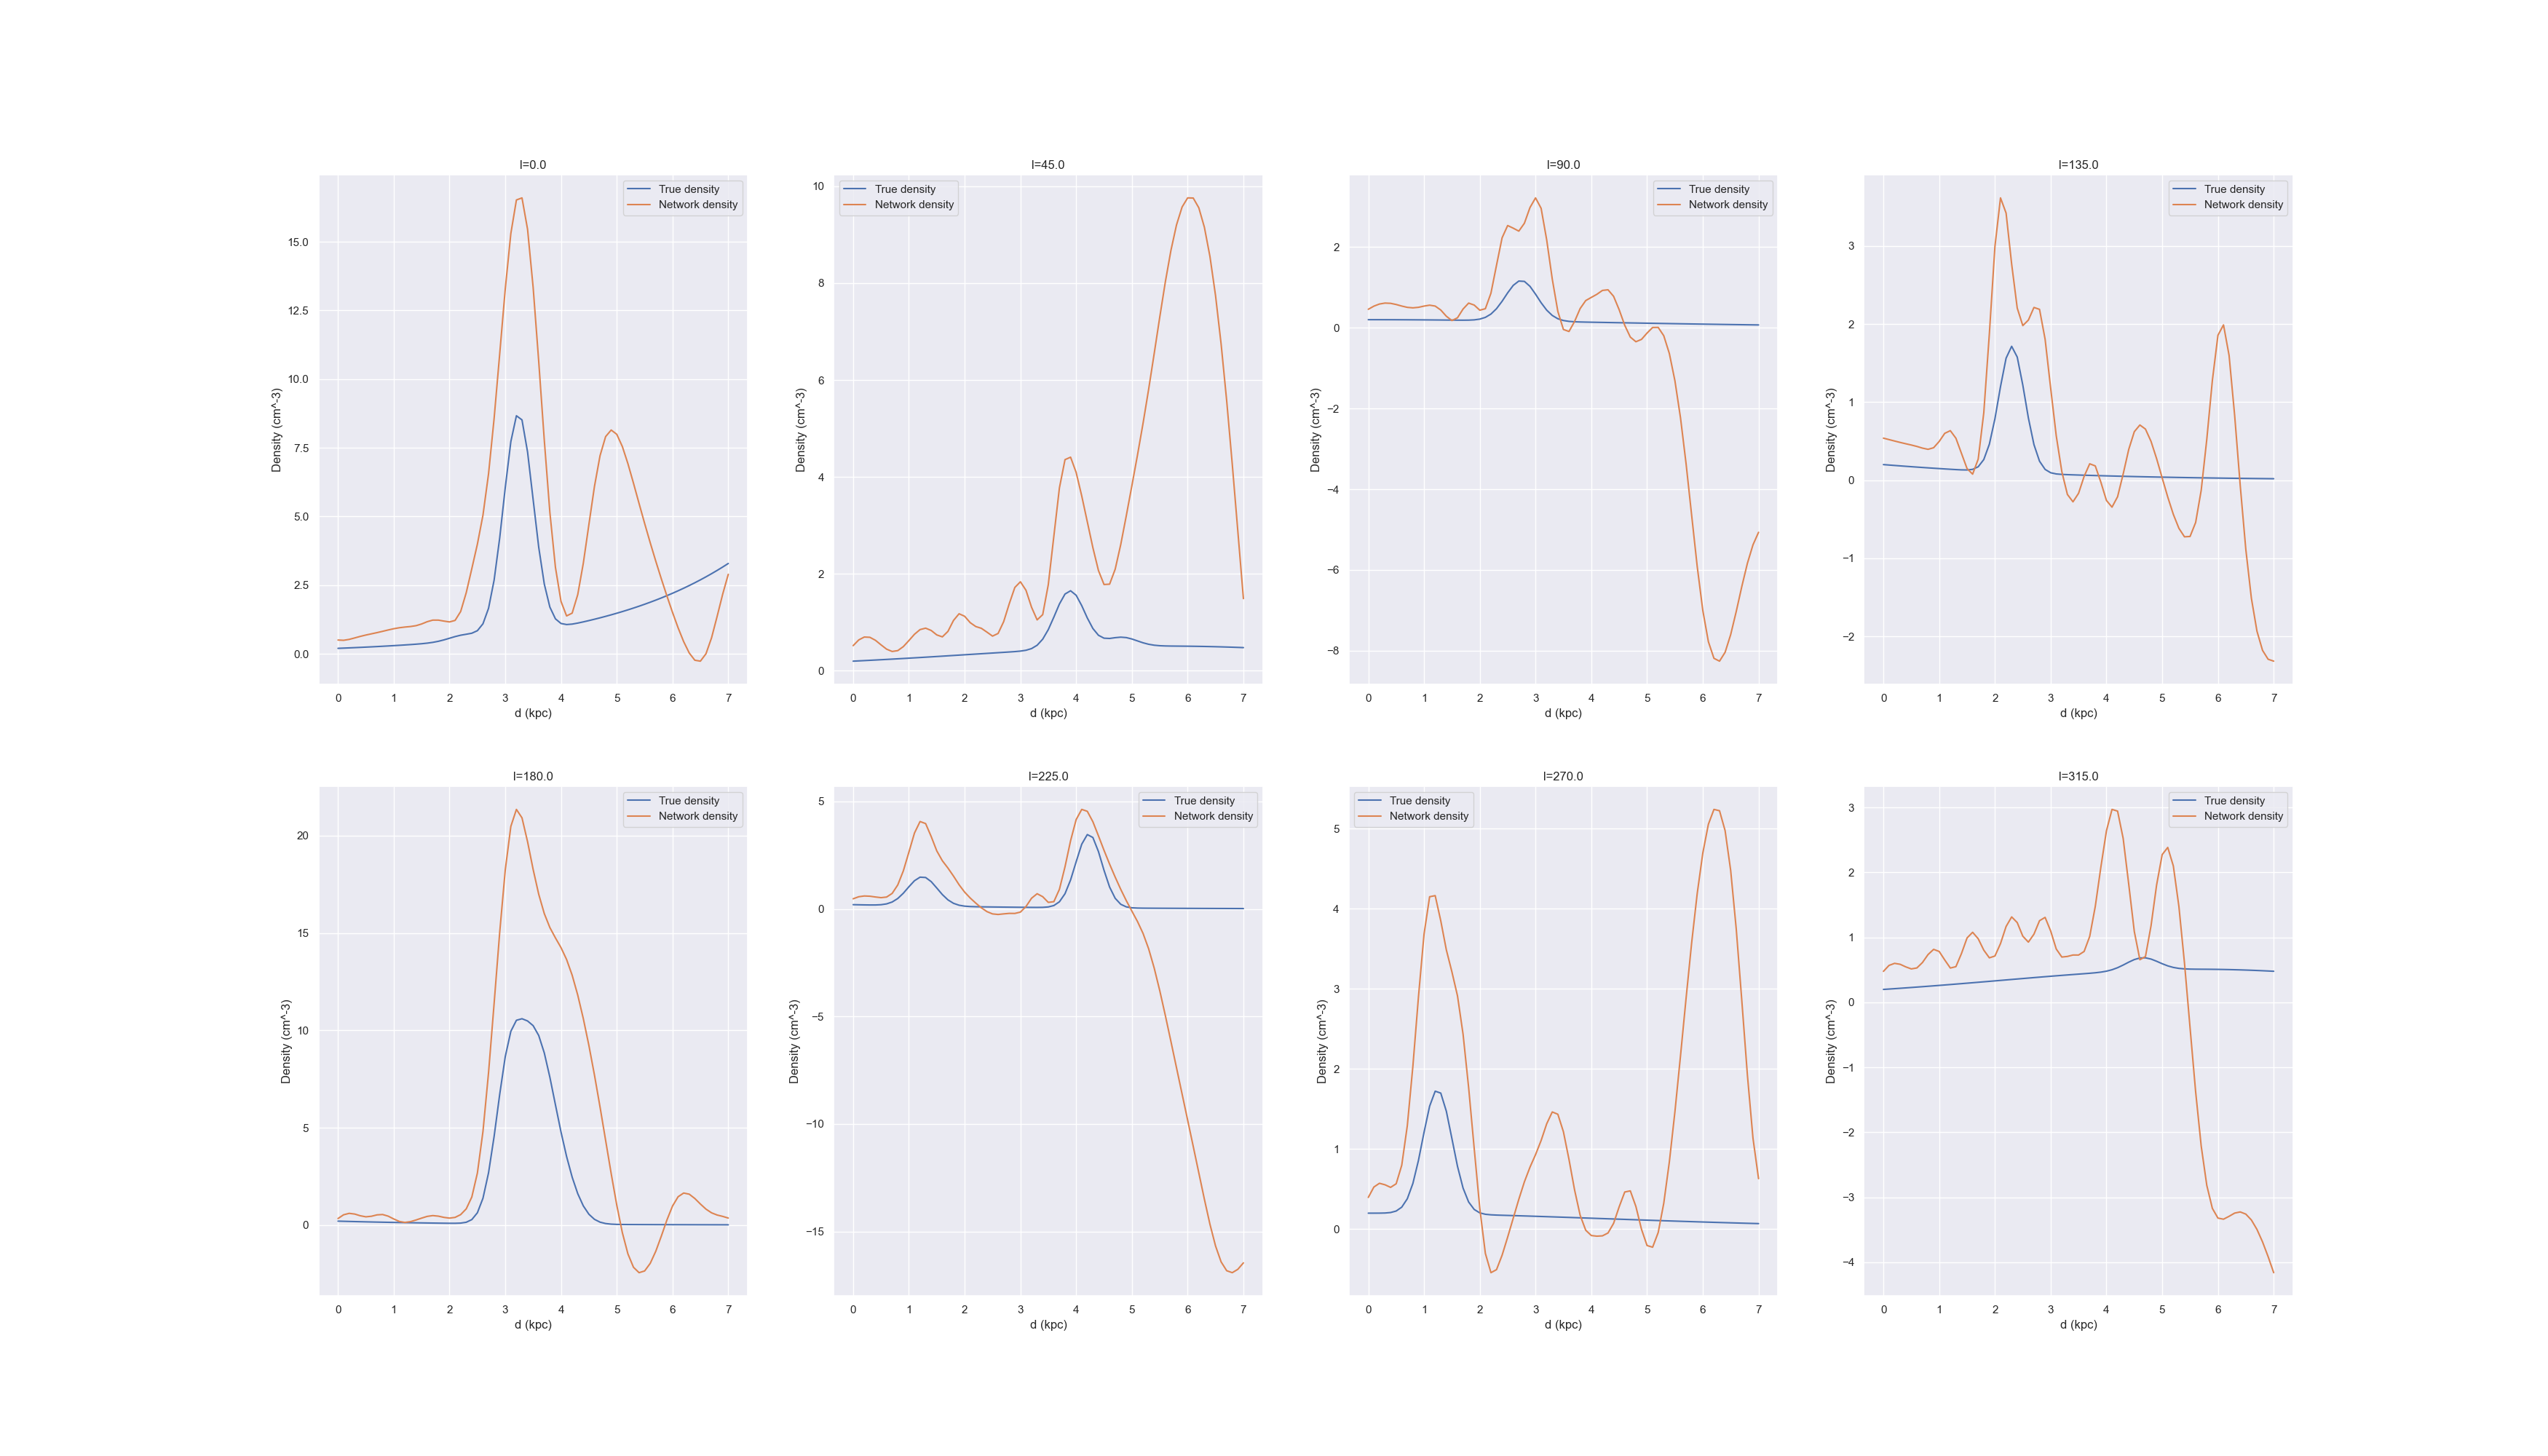 l=0.0
True density
Network density
15.0
12.5
10.0
7.5
5.0
2.5
0.0
Density (cm^-3)
0 1 2 3 4 5 6 7
d (kpc)
l=45.0
True density
Network density
10
8
6
4
2
0
Density (cm^-3)
0 1 2 3 4 5 6 7
d (kpc)
l=90.0
True density
Network density
2
0
−2
−4
−6
−8
Density (cm^-3)
0 1 2 3 4 5 6 7
d (kpc)
l=135.0
True density
Network density
3
2
1
0
−1
−2
Density (cm^-3)
0 1 2 3 4 5 6 7
d (kpc)
l=180.0
True density
Network density
20
15
10
5
0
Density (cm^-3)
0 1 2 3 4 5 6 7
d (kpc)
l=225.0
True density
Network density
5
0
−5
−10
−15
Density (cm^-3)
0 1 2 3 4 5 6 7
d (kpc)
l=270.0
True density
Network density
5
4
3
2
1
0
Density (cm^-3)
0 1 2 3 4 5 6 7
d (kpc)
l=315.0
True density
Network density
3
2
1
0
−1
−2
−3
−4
Density (cm^-3)
0 1 2 3 4 5 6 7
d (kpc)